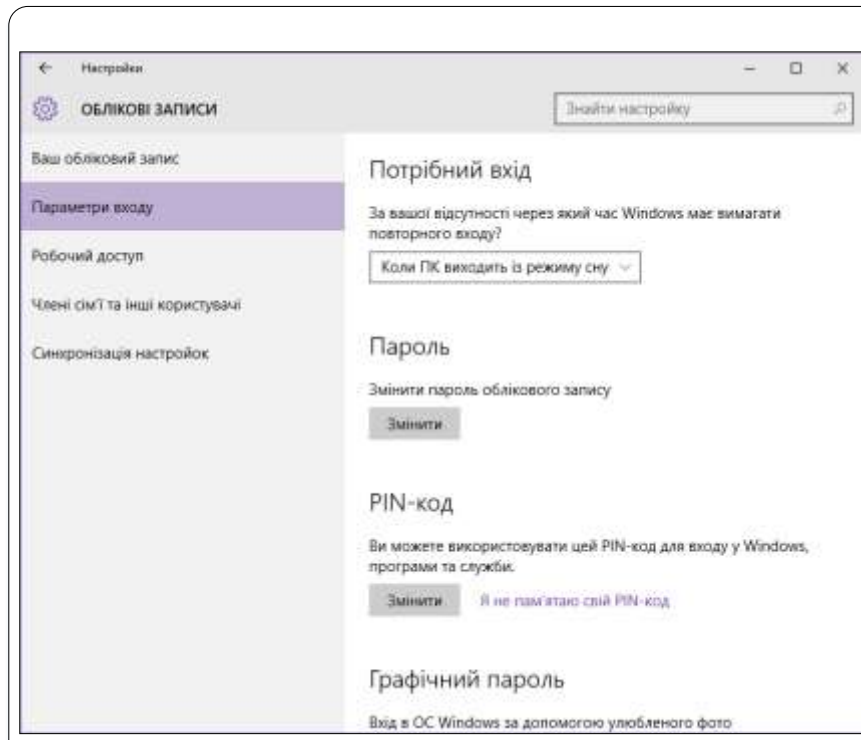 Настройки
ОБЛІКОВІ ЗАПИСИ
Знайти настройку
Ваш обліковий запис
Параметри входу
Робочий доступ
Члени сім'ї та інші користувачі
Синхронізація настройок
Потрібний вхід
За вашої відсутності через який час Windows має вимагати
повторного входу?
Коли ПК виходить із режиму сну
Пароль
Змінити пароль облікового запису
Змінити
PIN-код
Ви можете використовувати цей PIN-код для входу у Windows,
програми та служби.
Змінити
Я не пам'ятаю свій PIN-код
Графічний пароль
Вхід в ОС Windows за допомогою улюбленого фото